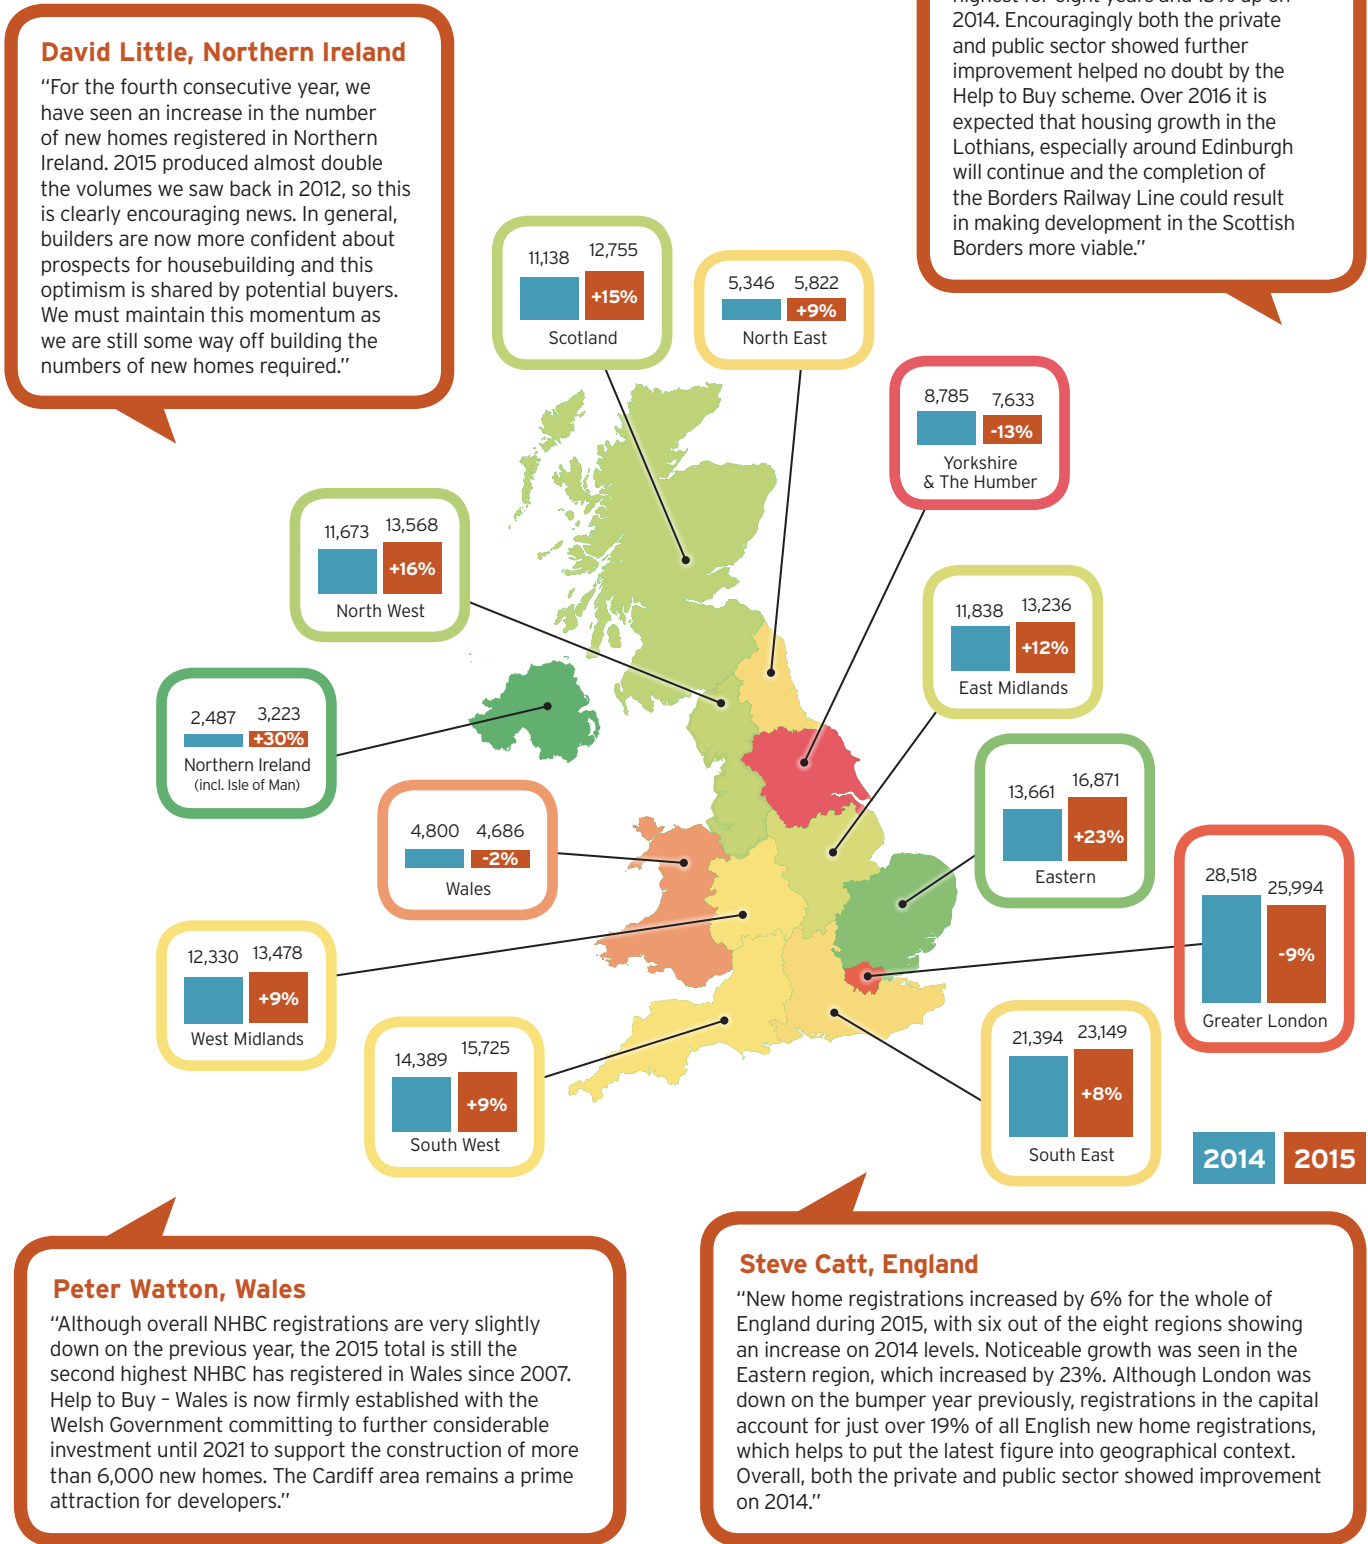 David Little, Northern Ireland
“For the fourth consecutive year, we
have seen an increase in the number
of new homes registered in Northern
Ireland. 2015 produced almost double
the volumes we saw back in 2012, so this
is clearly encouraging news. In general,
builders are now more confident about
prospects for housebuilding and this
optimism is shared by potential buyers.
We must maintain this momentum as
we are still some way off building the
numbers of new homes required.”
2014. Encouragingly both the private
and public sector showed further
improvement helped no doubt by the
Help to Buy scheme. Over 2016 it is
expected that housing growth in the
Lothians, especially around Edinburgh
will continue and the completion of
the Borders Railway Line could result
in making development in the Scottish
Borders more viable.”
11,138 12,755
+15%
Scotland
5,346 5,822
+9%
North East
8,785 7,633
-13%
Yorkshire
& The Humber
11,673 13,568
+16%
North West
11,838 13,236
+12%
East Midlands
2,487 3,223
+30%
Northern Ireland
(incl. Isle of Man)
4,800 4,686
-2%
Wales
13,661 16,871
+23%
Eastern
28,518 25,994
-9%
Greater London
12,330 13,478
+9%
West Midlands
14,389 15,725
+9%
South West
21,394 23,149
+8%
South East
2014 2015
Peter Watton, Wales
“Although overall NHBC registrations are very slightly
down on the previous year, the 2015 total is still the
second highest NHBC has registered in Wales since 2007.
Help to Buy – Wales is now firmly established with the
Welsh Government committing to further considerable
investment until 2021 to support the construction of more
than 6,000 new homes. The Cardiff area remains a prime
attraction for developers.”
Steve Catt, England
“New home registrations increased by 6% for the whole of
England during 2015, with six out of the eight regions showing
an increase on 2014 levels. Noticeable growth was seen in the
Eastern region, which increased by 23%. Although London was
down on the bumper year previously, registrations in the capital
account for just over 19% of all English new home registrations,
which helps to put the latest figure into geographical context.
Overall, both the private and public sector showed improvement
on 2014.”